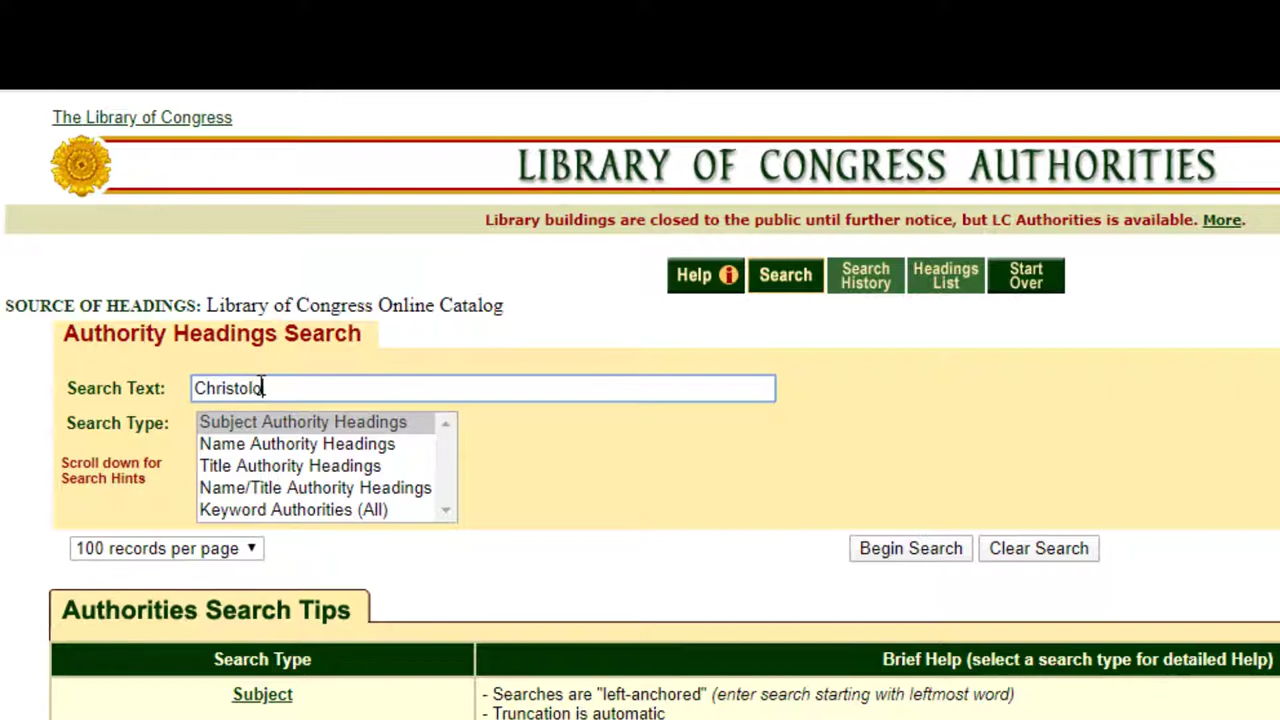 The Library of Congress
LIBRARY OF CONGRESS AUTHORITIES
Library buildings are closed to the public until further notice, but LC Authorities is available. More.
Help i Search Search History Headings List Start Over
SOURCE OF HEADINGS: Library of Congress Online Catalog
Authority Headings Search
Search Text: Christolo
Search Type: Subject Authority Headings
Name Authority Headings
Scroll down for Search Hints
Title Authority Headings
Name/Title Authority Headings
Keyword Authorities (All)
100 records per page Begin Search Clear Search
Authorities Search Tips
Search Type Brief Help (select a search type for detailed Help)
Subject - Searches are "left-anchored" (enter search starting with leftmost word)
- Truncation is automatic